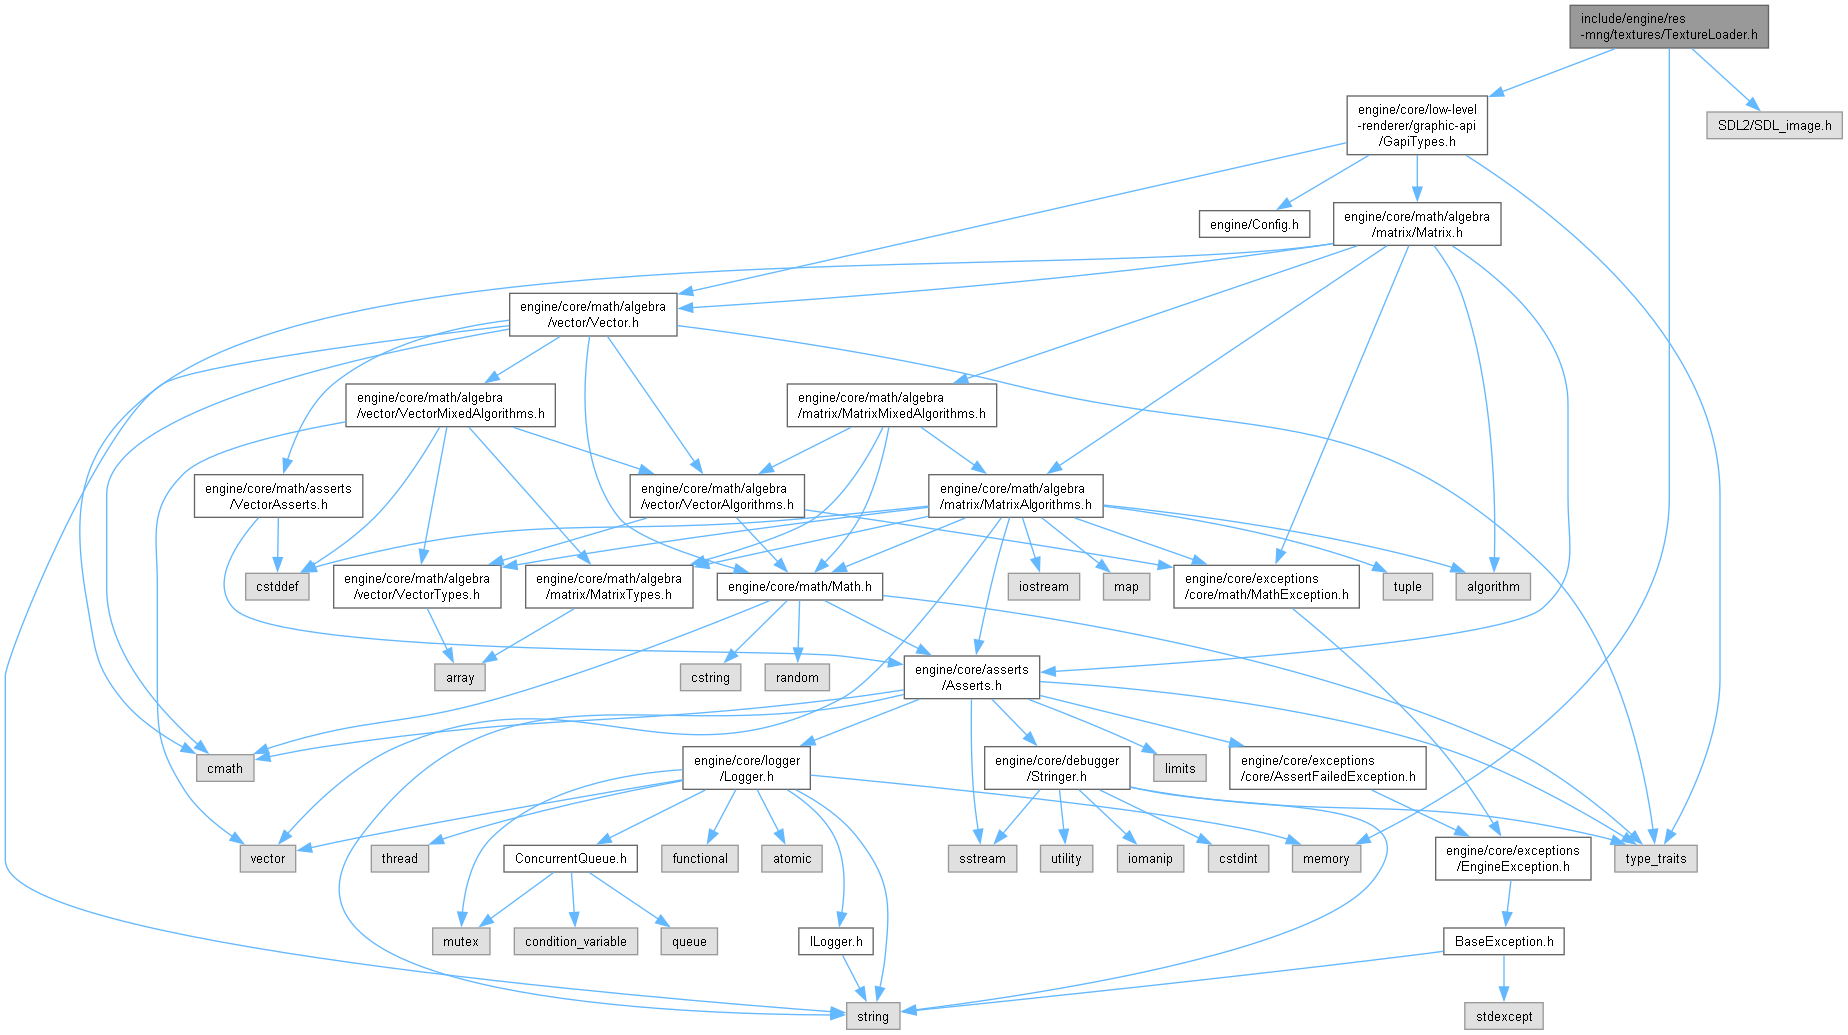 include/engine/res
-mng/textures/TextureLoader.h
engine/core/low-level
-renderer/graphic-api
/GapiTypes.h
SDL2/SDL_image.h
engine/Config.h
engine/core/math/algebra
/matrix/Matrix.h
engine/core/math/algebra
/vector/Vector.h
engine/core/math/algebra
/vector/VectorMixedAlgorithms.h
engine/core/math/algebra
/matrix/MatrixMixedAlgorithms.h
engine/core/math/asserts
/VectorAsserts.h
engine/core/math/algebra
/vector/VectorAlgorithms.h
engine/core/math/algebra
/matrix/MatrixAlgorithms.h
cstddef
engine/core/math/algebra
/vector/VectorTypes.h
engine/core/math/algebra
/matrix/MatrixTypes.h
engine/core/math/Math.h
iostream
map
engine/core/exceptions
/core/math/MathException.h
tuple
algorithm
array
cstring
random
engine/core/asserts
/Asserts.h
cmath
engine/core/logger
/Logger.h
engine/core/debugger
/Stringer.h
limits
engine/core/exceptions
/core/AssertFailedException.h
vector
thread
ConcurrentQueue.h
functional
atomic
sstream
utility
iomanip
cstdint
memory
engine/core/exceptions
/EngineException.h
type_traits
mutex
condition_variable
queue
ILogger.h
BaseException.h
string
stdexcept